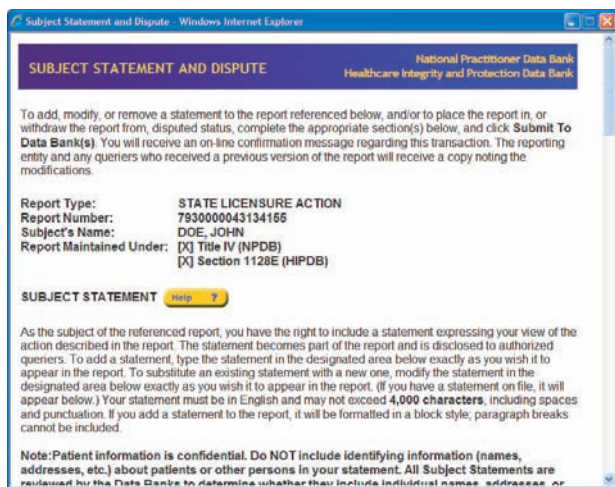 Subject Statement and Dispute - Windows Internet Explorer
SUBJECT STATEMENT AND DISPUTE
National Practitioner Data Bank
Healthcare Integrity and Protection Data Bank
To add, modify, or remove a statement to the report referenced below, and/or to place the report in, or
withdraw the report from, disputed status, complete the appropriate section(s) below, and click Submit To
Data Bank(s). You will receive an on-line confirmation message regarding this transaction. The reporting
entity and any queriers who received a previous version of the report will receive a copy noting the
modifications.
Report Type: STATE LICENSURE ACTION
Report Number: 7930000043134155
Subject's Name: DOE, JOHN
Report Maintained Under: [X] Title IV (NPDB)
[X] Section 1128E (HIPDB)
SUBJECT STATEMENT Help ?
As the subject of the referenced report, you have the right to include a statement expressing your view of the
action described in the report. The statement becomes part of the report and is disclosed to authorized
queriers. To add a statement, type the statement in the designated area below exactly as you wish it to
appear in the report. To substitute an existing statement with a new one, modify the statement in the
designated area below exactly as you wish it to appear in the report. (If you have a statement on file, it will
appear below.) Your statement must be in English and may not exceed 4,000 characters, including spaces
and punctuation. If you add a statement to the report, it will be formatted in a block style; paragraph breaks
cannot be included.
Note:Patient information is confidential. Do NOT include identifying information (names,
addresses, etc.) about patients or other persons in your statement. All Subject Statements are
reviewed by the Data Banks to determine whether they include individual names, addresses, or